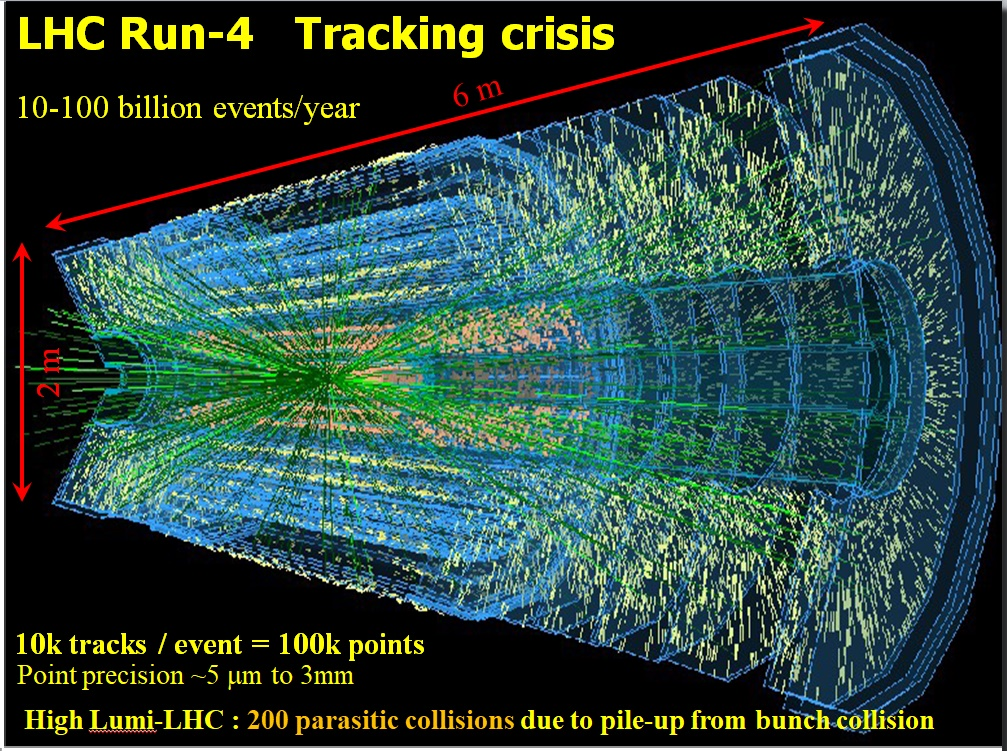 LHC Run-4 Tracking crisis
10-100 billion events/year
6 m
2 m
10k tracks / event = 100k points
Point precision ~5 μm to 3mm
High Lumi-LHC : 200 parasitic collisions due to pile-up from bunch collision